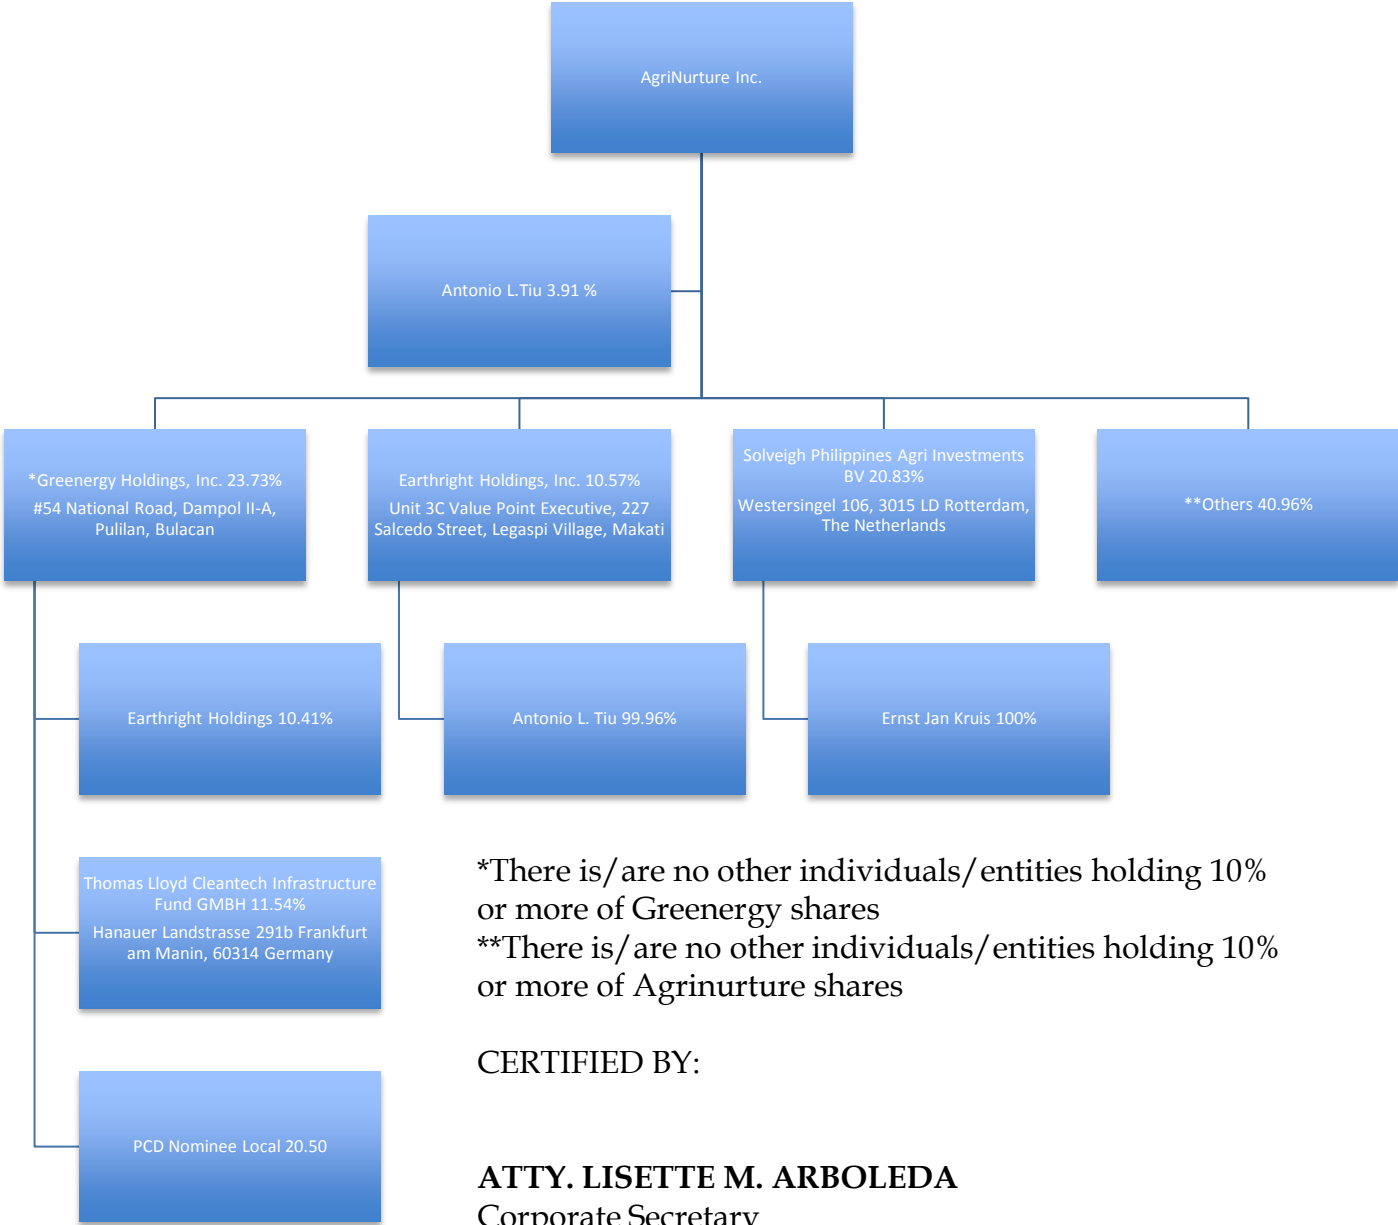 AgriNurture Inc.
Antonio L.Tiu 3.91 %
*Greenergy Holdings, Inc. 23.73%
#54 National Road, Dampol II-A,
Pulilan, Bulacan
Earthright Holdings, Inc. 10.57%
Unit 3C Value Point Executive, 227
Salcedo Street, Legaspi Village, Makati
Solveigh Philippines Agri Investments
BV 20.83%
Westersingel 106, 3015 LD Rotterdam,
The Netherlands
**Others 40.96%
Earthright Holdings 10.41%
Antonio L. Tiu 99.96%
Ernst Jan Kruis 100%
Thomas Lloyd Cleantech Infrastructure
Fund GMBH 11.54%
Hanauer Landstrasse 291b Frankfurt
am Manin, 60314 Germany
PCD Nominee Local 20.50
*There is/are no other individuals/entities holding 10%
or more of Greenergy shares
**There is/are no other individuals/entities holding 10%
or more of Agrinurture shares
CERTIFIED BY:
ATTY. LISETTE M. ARBOLEDA
Corporate Secretary